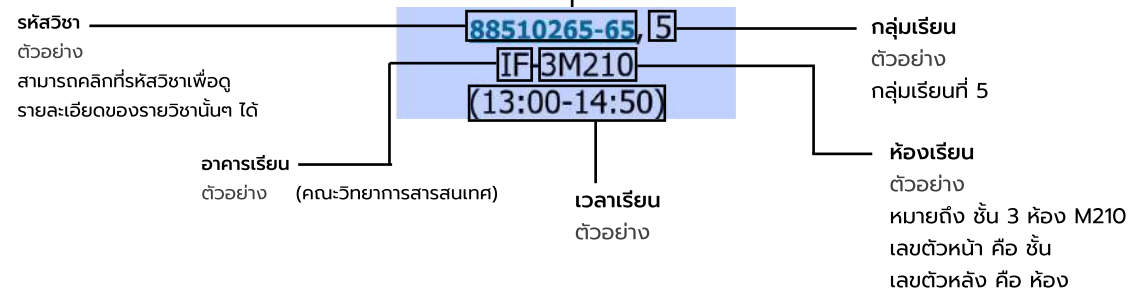 รหัสวิชา
ตัวอย่าง
สามารถคลิกที่รหัสวิชาเพื่อดู
รายละเอียดของรายวิชานั้นๆ ได้
88510265-65, 5
IF-3M210
(13:00-14:50)
กลุ่มเรียน
ตัวอย่าง
กลุ่มเรียนที่ 5
อาคารเรียน
ตัวอย่าง (คณะวิทยาการสารสนเทศ)
เวลาเรียน
ตัวอย่าง
ห้องเรียน
ตัวอย่าง
หมายถึง ชั้น 3 ห้อง M210
เลขตัวหน้า คือ ชั้น
เลขตัวหลัง คือ ห้อง